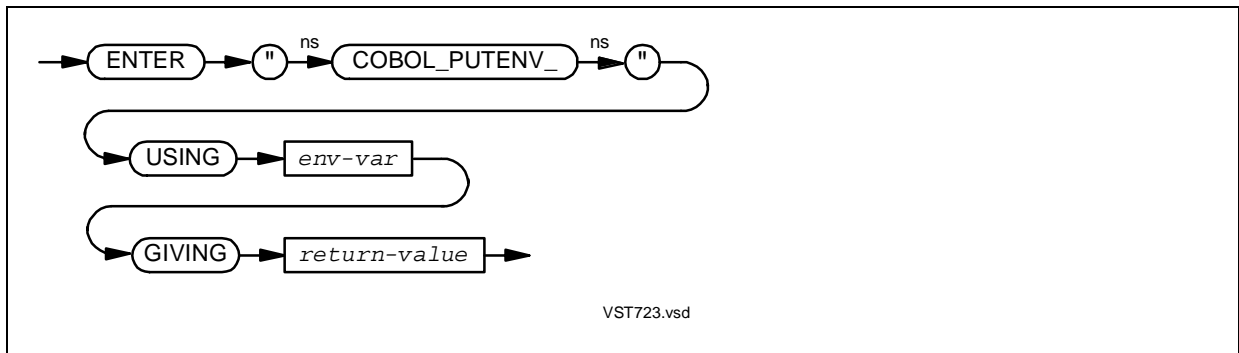 ENTER " ns COBOL_PUTENV_ ns "
USING env-var
GIVING return-value
VST723.vsd